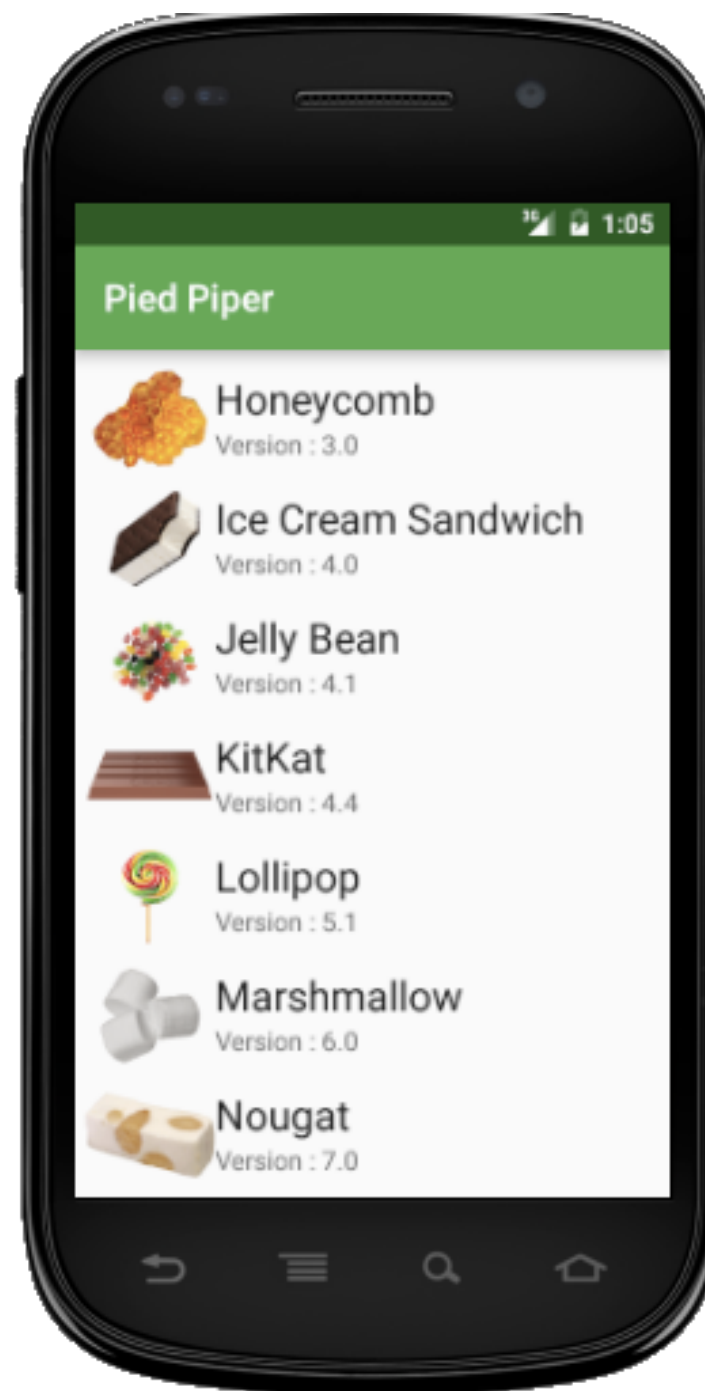 3G 1:05
Pied Piper
Honeycomb
Version : 3.0
Ice Cream Sandwich
Version : 4.0
Jelly Bean
Version : 4.1
KitKat
Version : 4.4
Lollipop
Version : 5.1
Marshmallow
Version : 6.0
Nougat
Version : 7.0